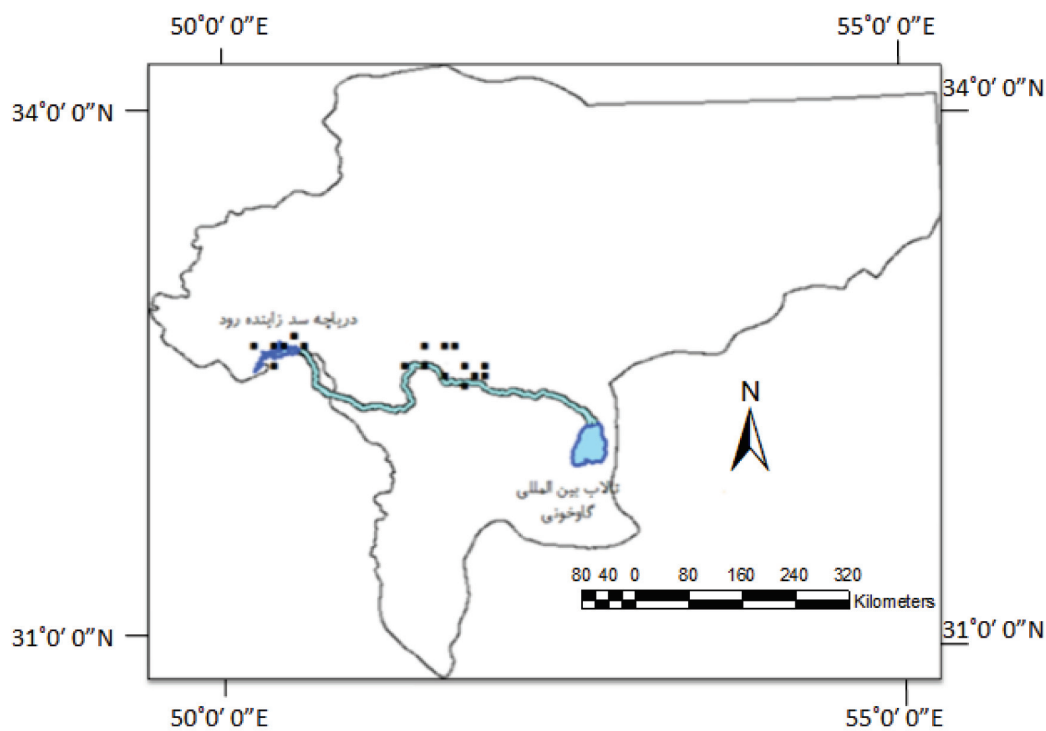 50˚0′ 0″E
55˚0′ 0″E
34˚0′ 0″N
34˚0′ 0″N
دریاچه سد زاینده رود
N
تالاب بین المللی
گاوخونی
80 40 0 80 160 240 320
Kilometers
31˚0′ 0″N
31˚0′ 0″N
50˚0′ 0″E
55˚0′ 0″E